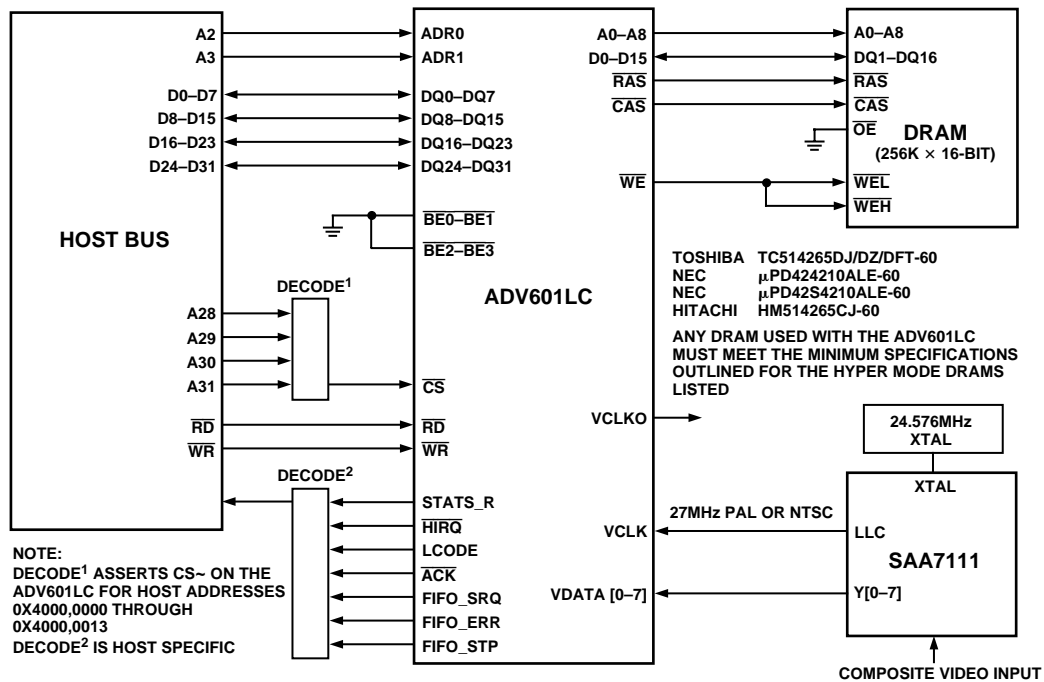 HOST BUS
A2
A3
D0–D7
D8–D15
D16–D23
D24–D31
A28
A29
A30
A31
RD
WR
DECODE1
DECODE2
ADV601LC
ADR0
ADR1
DQ0–DQ7
DQ8–DQ15
DQ16–DQ23
DQ24–DQ31
BE0–BE1
BE2–BE3
CS
RD
WR
STATS_R
HIRQ
LCODE
ACK
FIFO_SRQ
FIFO_ERR
FIFO_STP
A0–A8
D0–D15
RAS
CAS
WE
VCLKO
VCLK
VDATA [0–7]
A0–A8
DQ1–DQ16
RAS
CAS
OE
DRAM
(256K × 16-BIT)
WEL
WEH
TOSHIBA TC514265DJ/DZ/DFT-60
NEC μPD424210ALE-60
NEC μPD42S4210ALE-60
HITACHI HM514265CJ-60
ANY DRAM USED WITH THE ADV601LC
MUST MEET THE MINIMUM SPECIFICATIONS
OUTLINED FOR THE HYPER MODE DRAMS
LISTED
24.576MHz
XTAL
XTAL
27MHz PAL OR NTSC
LLC
SAA7111
Y[0–7]
COMPOSITE VIDEO INPUT
NOTE:
DECODE1 ASSERTS CS~ ON THE
ADV601LC FOR HOST ADDRESSES
0X4000,0000 THROUGH
0X4000,0013
DECODE2 IS HOST SPECIFIC